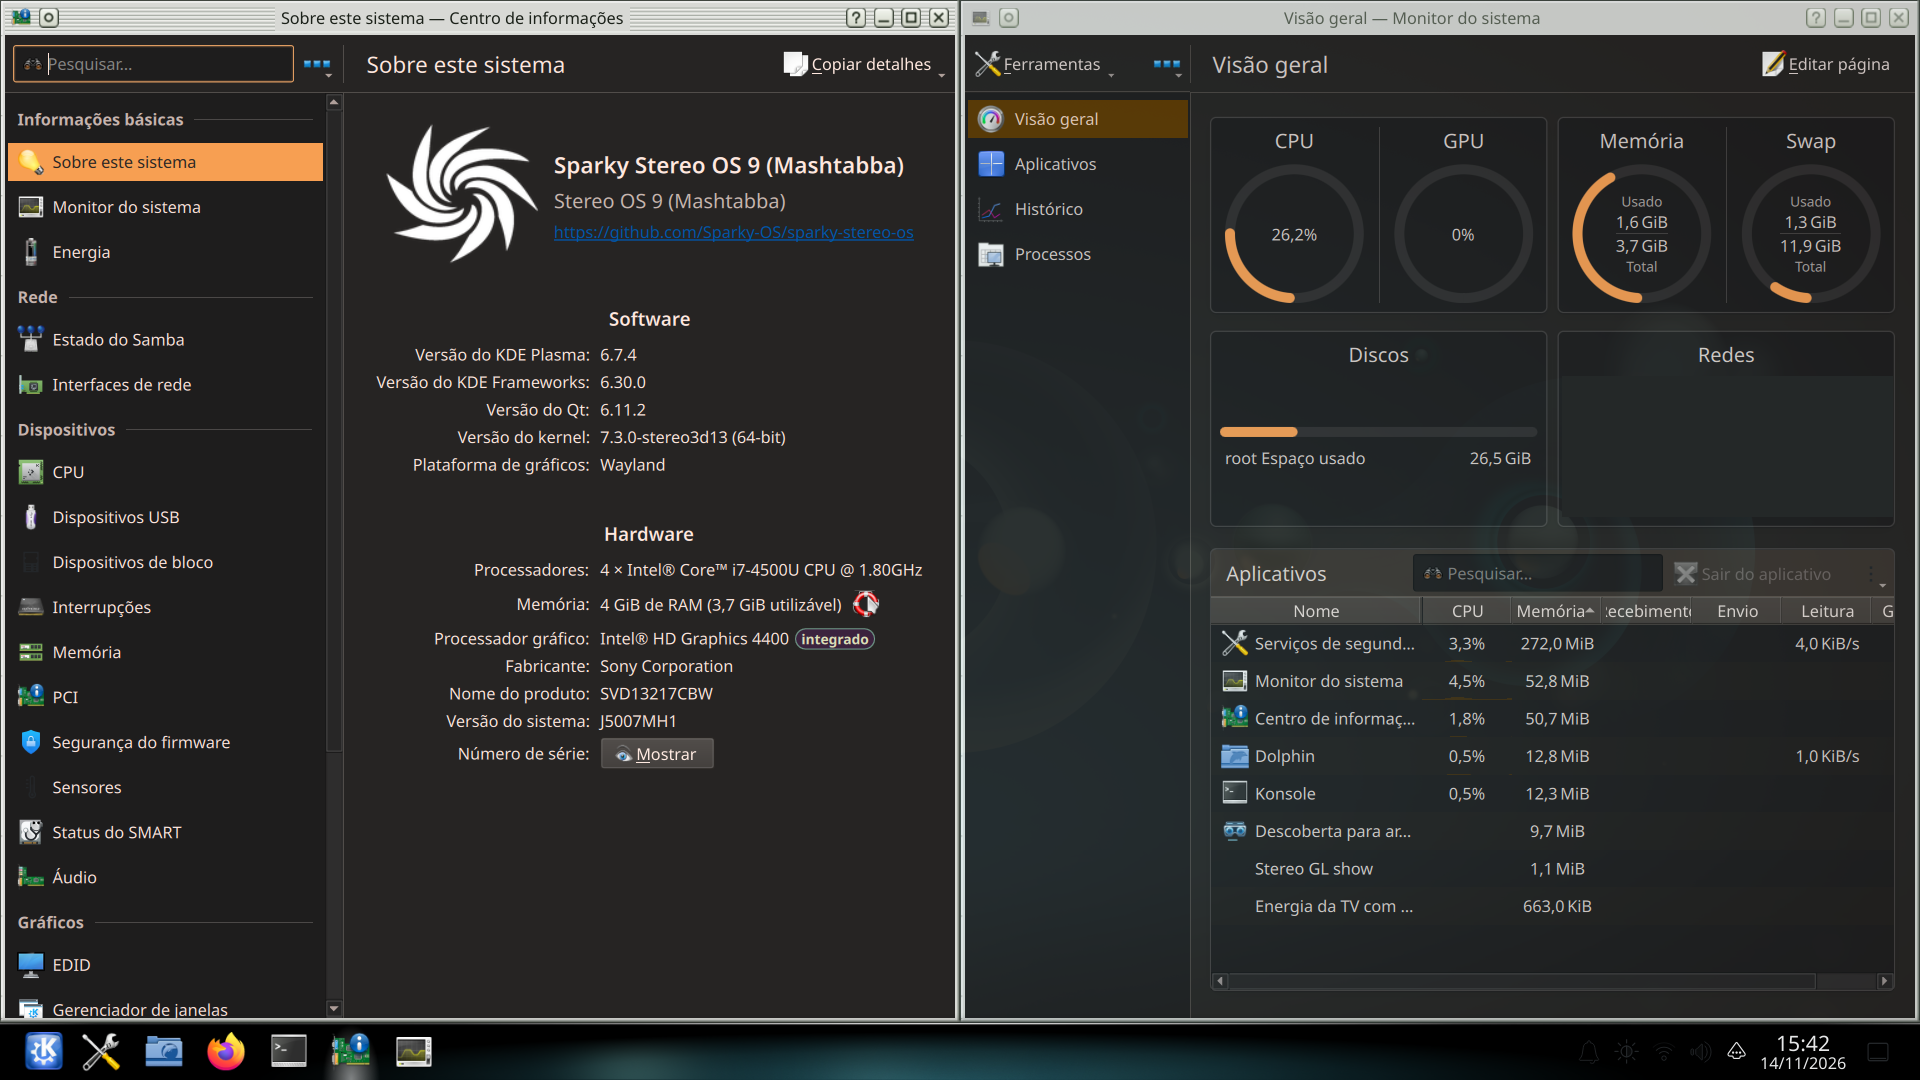 Sobre este sistema — Centro de informações
Pesquisar...
Sobre este sistema
Copiar detalhes
Informações básicas
Sobre este sistema
Monitor do sistema
Energia
Rede
Estado do Samba
Interfaces de rede
Dispositivos
CPU
Dispositivos USB
Dispositivos de bloco
Interrupções
Memória
PCI
Segurança do firmware
Sensores
Status do SMART
Áudio
Gráficos
EDID
Gerenciador de janelas
Sparky Stereo OS 9 (Mashtabba)
Stereo OS 9 (Mashtabba)
https://github.com/Sparky-OS/sparky-stereo-os
Software
Versão do KDE Plasma: 6.7.4
Versão do KDE Frameworks: 6.30.0
Versão do Qt: 6.11.2
Versão do kernel: 7.3.0-stereo3d13 (64-bit)
Plataforma de gráficos: Wayland
Hardware
Processadores: 4 × Intel® Core™ i7-4500U CPU @ 1.80GHz
Memória: 4 GiB de RAM (3,7 GiB utilizável)
Processador gráfico: Intel® HD Graphics 4400 integrado
Fabricante: Sony Corporation
Nome do produto: SVD13217CBW
Versão do sistema: J5007MH1
Número de série: Mostrar
Visão geral — Monitor do sistema
Ferramentas
Visão geral
Editar página
Visão geral
Aplicativos
Histórico
Processos
CPU
26,2%
GPU
0%
Memória
Usado
1,6 GiB
3,7 GiB
Total
Swap
Usado
1,3 GiB
11,9 GiB
Total
Discos
root Espaço usado 26,5 GiB
Redes
Aplicativos
Pesquisar...
Sair do aplicativo
Nome CPU Memória ecebimento Envio Leitura G
Serviços de segund... 3,3% 272,0 MiB 4,0 KiB/s
Monitor do sistema 4,5% 52,8 MiB
Centro de informaç... 1,8% 50,7 MiB
Dolphin 0,5% 12,8 MiB 1,0 KiB/s
Konsole 0,5% 12,3 MiB
Descoberta para ar... 9,7 MiB
Stereo GL show 1,1 MiB
Energia da TV com ... 663,0 KiB
15:42
14/11/2026